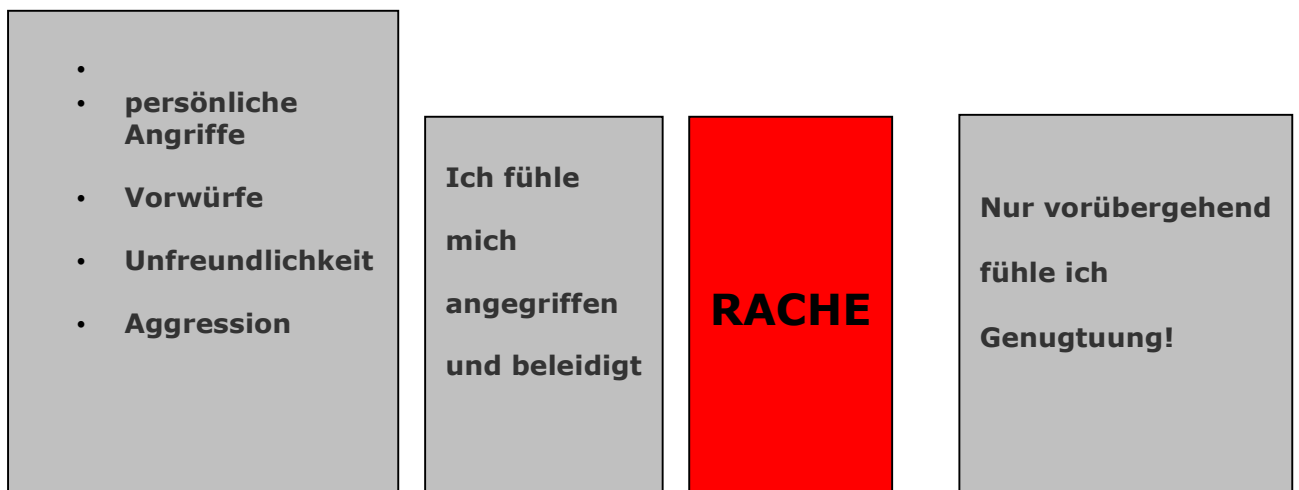 •
• persönliche
Angriffe
• Vorwürfe
• Unfreundlichkeit
• Aggression
Ich fühle
mich
angegriffen
und beleidigt
RACHE
Nur vorübergehend
fühle ich
Genugtuung!